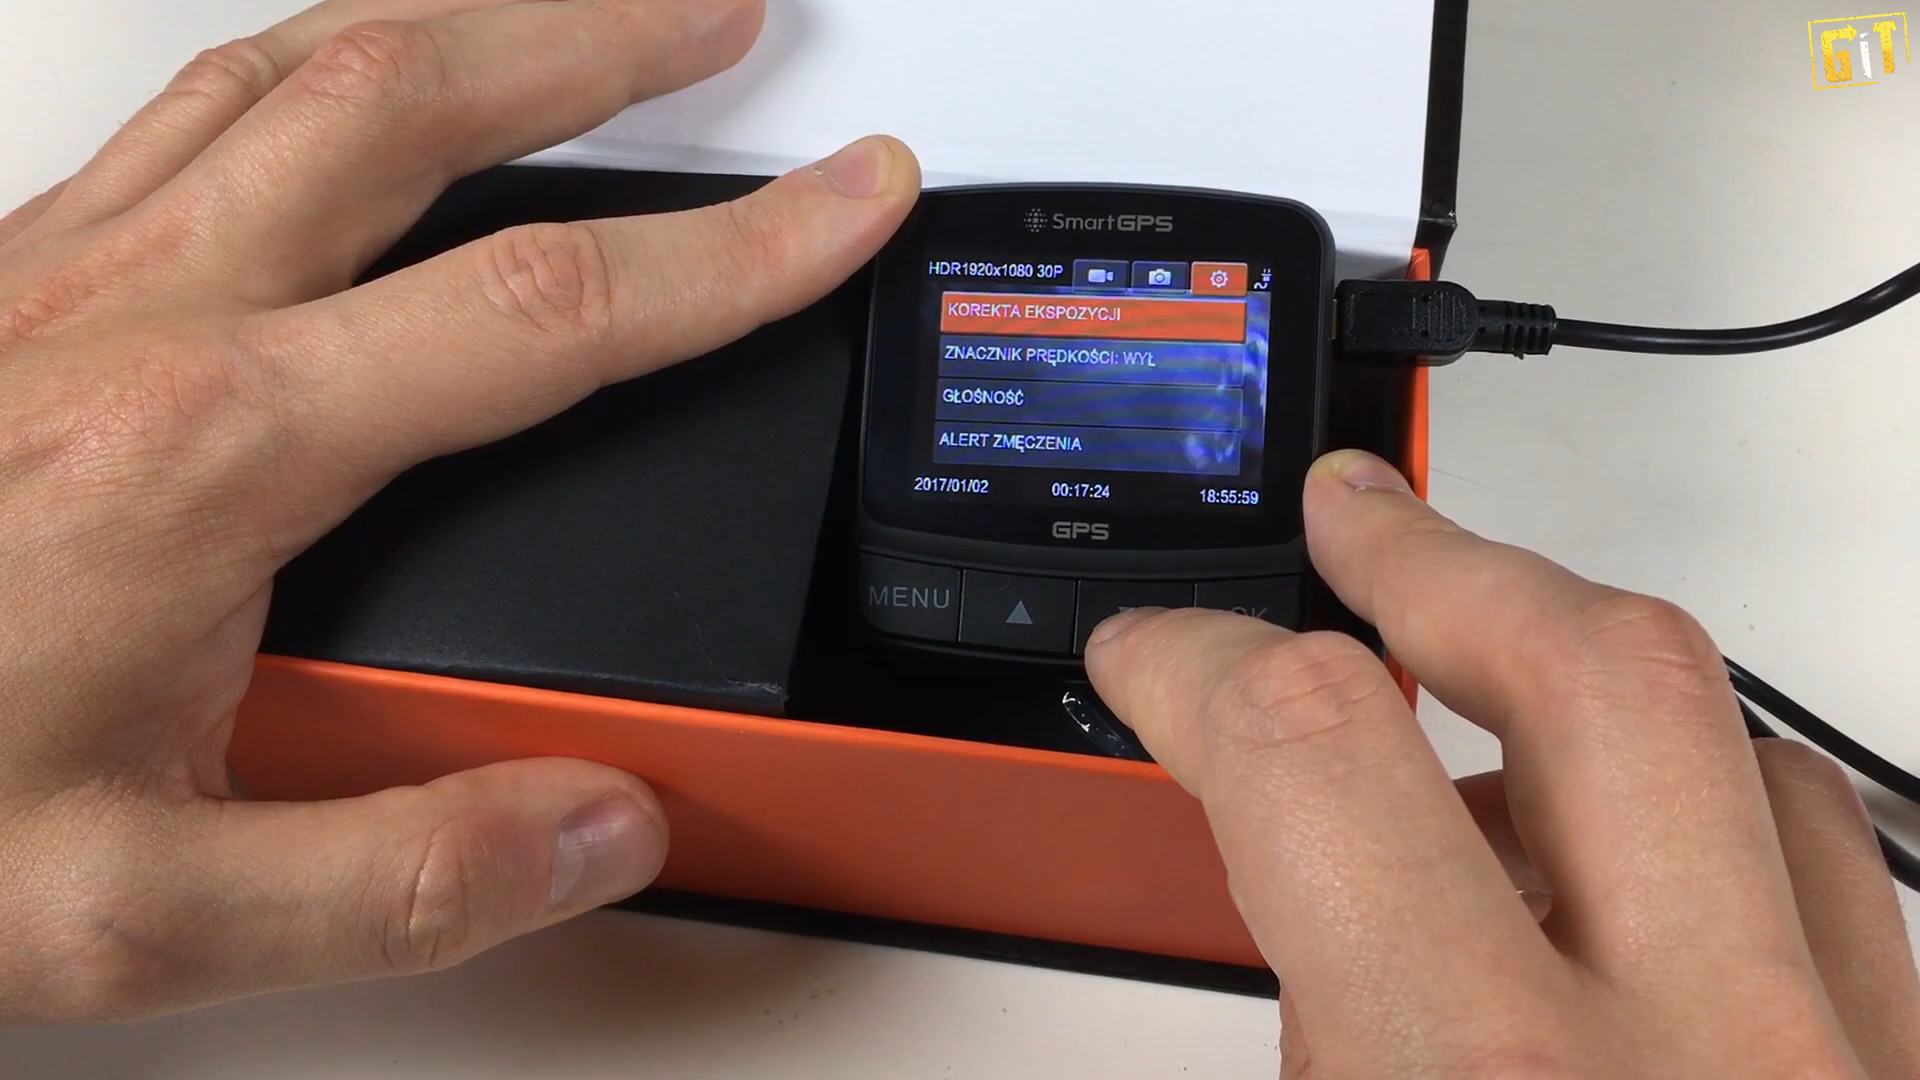 GiT
SmartGPS
HDR1920x1080 30P
KOREKTA EKSPOZYCJI
ZNACZNIK PRĘDKOŚCI: WYŁ
GŁOŚNOŚĆ
ALERT ZMĘCZENIA
2017/01/02 00:17:24 18:55:59
GPS
MENU OK